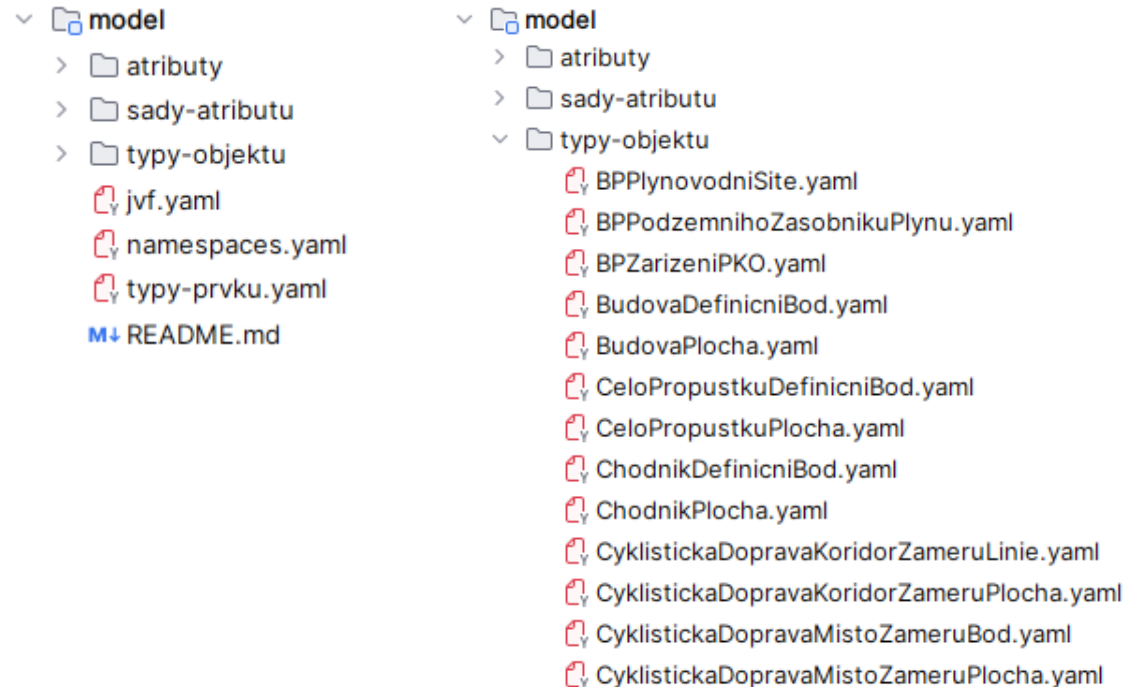 model
atributy
sady-atributu
typy-objektu
jvf.yaml
namespaces.yaml
typy-prvku.yaml
M↓ README.md
model
atributy
sady-atributu
typy-objektu
BPPlynovodniSite.yaml
BPPodzemnihoZasobnikuPlynu.yaml
BPZarizeniPKO.yaml
BudovaDefinicniBod.yaml
BudovaPlocha.yaml
CeloPropustkuDefinicniBod.yaml
CeloPropustkuPlocha.yaml
ChodnikDefinicniBod.yaml
ChodnikPlocha.yaml
CyklistickaDopravaKoridorZameruLinie.yaml
CyklistickaDopravaKoridorZameruPlocha.yaml
CyklistickaDopravaMistoZameruBod.yaml
CyklistickaDopravaMistoZameruPlocha.yaml